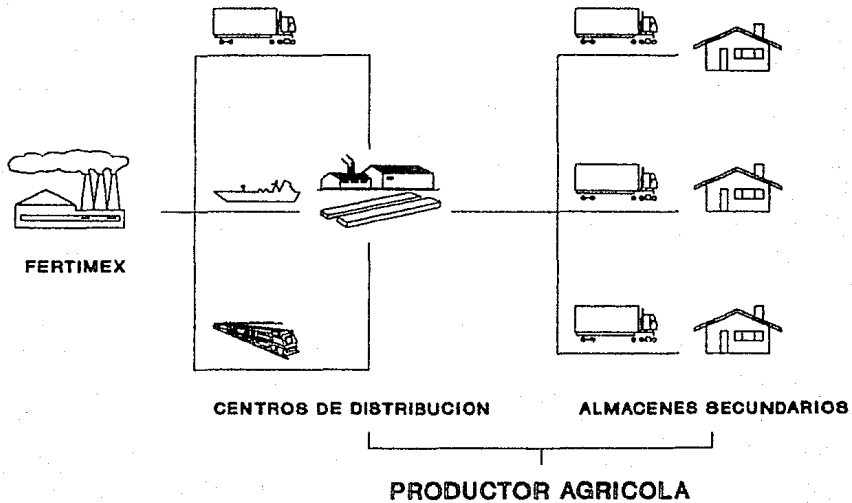 FERTIMEX
CENTROS DE DISTRIBUCION
ALMACENES SECUNDARIOS
PRODUCTOR AGRICOLA